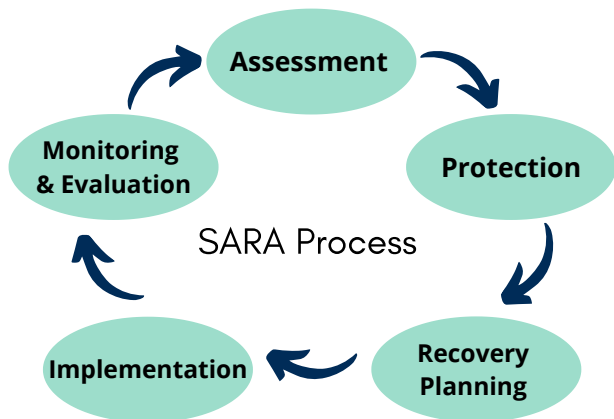 Assessment
Protection
Recovery
Planning
Implementation
Monitoring
& Evaluation
SARA Process